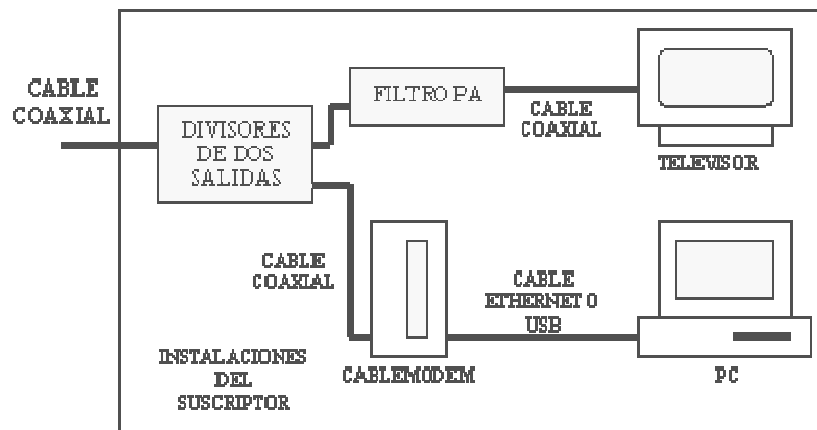 CABLE
COAXIAL
DIVISORES
DE DOS
SALIDAS
FILTRO PA
CABLE
COAXIAL
TELEVISOR
CABLE
COAXIAL
CABLE
ETHERNET O
USB
INSTALACIONES
DEL
SUSCRIPTOR
CABLEMODEM
PC